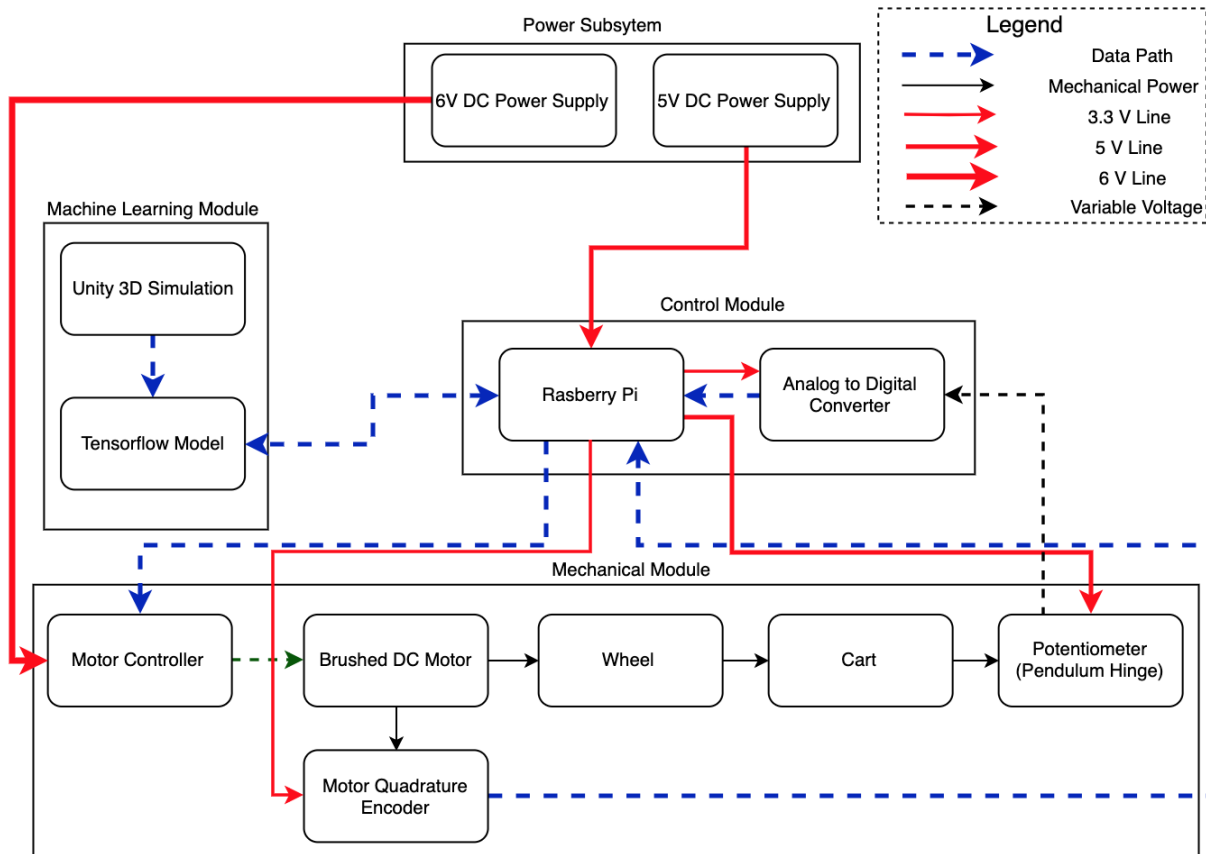 Power Subsytem
6V DC Power Supply
5V DC Power Supply
Legend
Data Path
Mechanical Power
3.3 V Line
5 V Line
6 V Line
Variable Voltage
Machine Learning Module
Unity 3D Simulation
Tensorflow Model
Control Module
Rasberry Pi
Analog to Digital
Converter
Mechanical Module
Motor Controller
Brushed DC Motor
Wheel
Cart
Potentiometer
(Pendulum Hinge)
Motor Quadrature
Encoder